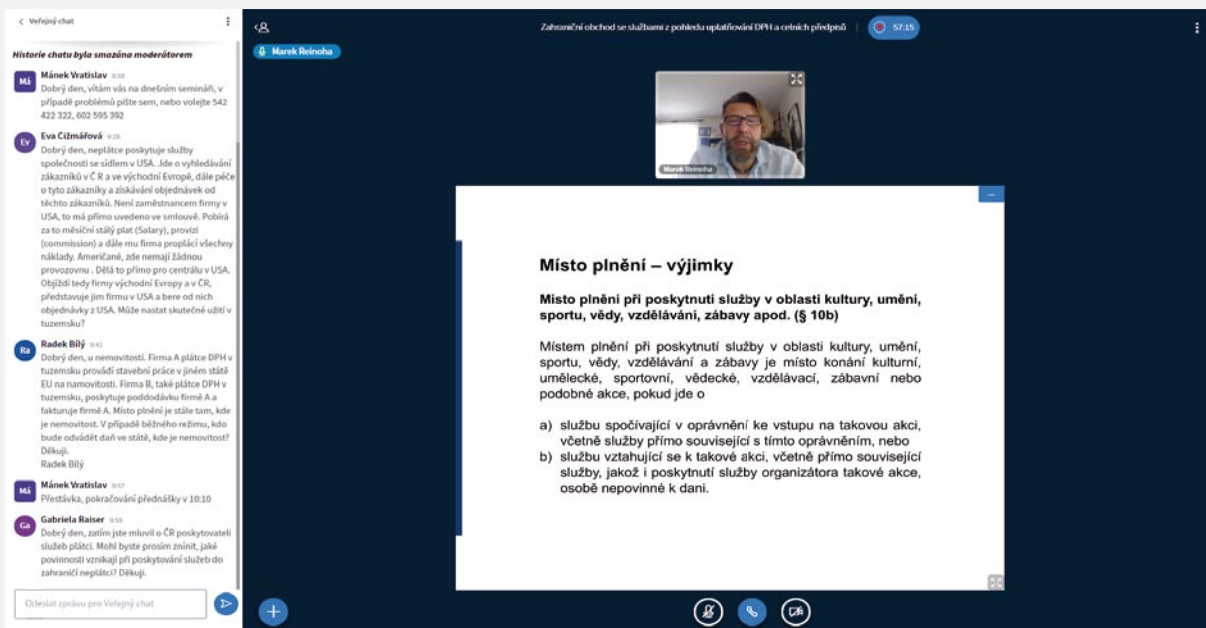 Veřejný chat
Historie chatu byla smazána moderátorem
Má
Mánek Vratislav 8:58
Dobrý den, vítám vás na dnešním semináři, v
případě problémů pište sem, nebo volejte 542
422 322, 602 595 392
Ev
Eva Čižmářová 9:29
Dobrý den, neplátce poskytuje služby
společnosti se sídlem v USA. Jde o vyhledávání
zákazníků v Č R a ve východní Evropě, dále péče
o tyto zákazníky a získávání objednávek od
těchto zákazníků. Není zaměstnancem firmy v
USA, to má přímo uvedeno ve smlouvě. Pobírá
za to měsíční stálý plat (Salary), provizi
(commission) a dále mu firma proplácí všechny
náklady. Američané, zde nemají žádnou
provozovnu . Dělá to přímo pro centrálu v USA.
Objíždí tedy firmy východní Evropy a v ČR,
představuje jim firmu v USA a bere od nich
objednávky z USA. Může nastat skutečné užití v
tuzemsku?
Ra
Radek Bílý 9:41
Dobrý den, u nemovitostí. Firma A plátce DPH v
tuzemsku provádí stavební práce v jiném státě
EU na namovitosti. Firma B, také plátce DPH v
tuzemsku, poskytuje poddodávku firmě A a
fakturuje firmě A. Místo plnění je stále tam, kde
je nemovitost. V případě běžného režimu, kdo
bude odvádět daň ve státě, kde je nemovitost?
Děkuji.
Radek Bílý
Má
Mánek Vratislav 9:57
Přestávka, pokračování přednášky v 10:10
Ga
Gabriela Raiser 9:59
Dobrý den, zatím jste mluvil o ČR poskytovateli
služeb plátci. Mohl byste prosím znínit, jaké
povinnosti vznikají při poskytování služeb do
zahraničí neplátci? Děkuji.
Odeslat zprávu pro Veřejný chat
Zahraniční obchod se službami z pohledu uplatňování DPH a celních předpisů
57:15
Marek Reinoha
Marek Reinoha
Místo plnění – výjimky
Místo plnění při poskytnutí služby v oblasti kultury, umění,
sportu, vědy, vzdělávání, zábavy apod. (§ 10b)
Místem plnění při poskytnutí služby v oblasti kultury, umění,
sportu, vědy, vzdělávání a zábavy je místo konání kulturní,
umělecké, sportovní, vědecké, vzdělávací, zábavní nebo
podobné akce, pokud jde o
a) službu spočívající v oprávnění ke vstupu na takovou akci,
včetně služby přímo související s tímto oprávněním, nebo
b) službu vztahující se k takové akci, včetně přímo související
služby, jakož i poskytnutí služby organizátora takové akce,
osobě nepovinné k dani.